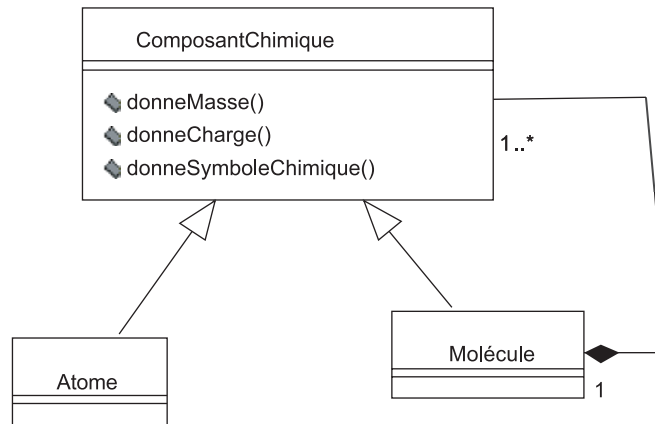 ComposantChimique
donneMasse()
donneCharge()
1..*
donneSymboleChimique()
Molécule
Atome
1